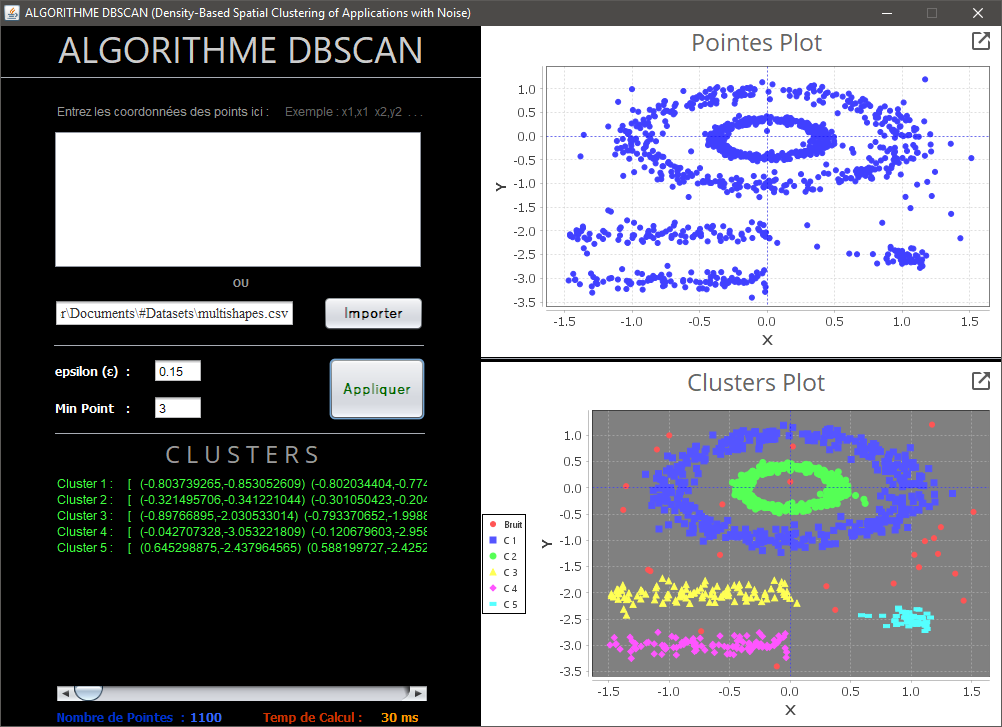 ALGORITHME DBSCAN (Density-Based Spatial Clustering of Applications with Noise)
ALGORITHME DBSCAN
Entrez les coordonnées des points ici : Exemple : x1,x1 x2,y2 . . .
OU
r\Documents\#Datasets\multishapes.csv
Importer
epsilon (ε) : 0.15
Min Point : 3
Appliquer
CLUSTERS
Cluster 1 : [ (-0.803739265,-0.853052609) (-0.802034404,-0.774
Cluster 2 : [ (-0.321495706,-0.341221044) (-0.301050423,-0.204
Cluster 3 : [ (-0.89766895,-2.030533014) (-0.793370652,-1.9988
Cluster 4 : [ (-0.042707328,-3.053221809) (-0.120679603,-2.958
Cluster 5 : [ (0.645298875,-2.437964565) (0.588199727,-2.4252
Nombre de Pointes : 1100 Temp de Calcul : 30 ms
Pointes Plot
1.0
0.5
0.0
-0.5
-1.0
-1.5
-2.0
-2.5
-3.0
-3.5
Y
-1.5 -1.0 -0.5 0.0 0.5 1.0 1.5
X
Clusters Plot
Bruit
C 1
C 2
C 3
C 4
C 5
1.0
0.5
0.0
-0.5
-1.0
-1.5
-2.0
-2.5
-3.0
-3.5
Y
-1.5 -1.0 -0.5 0.0 0.5 1.0 1.5
X